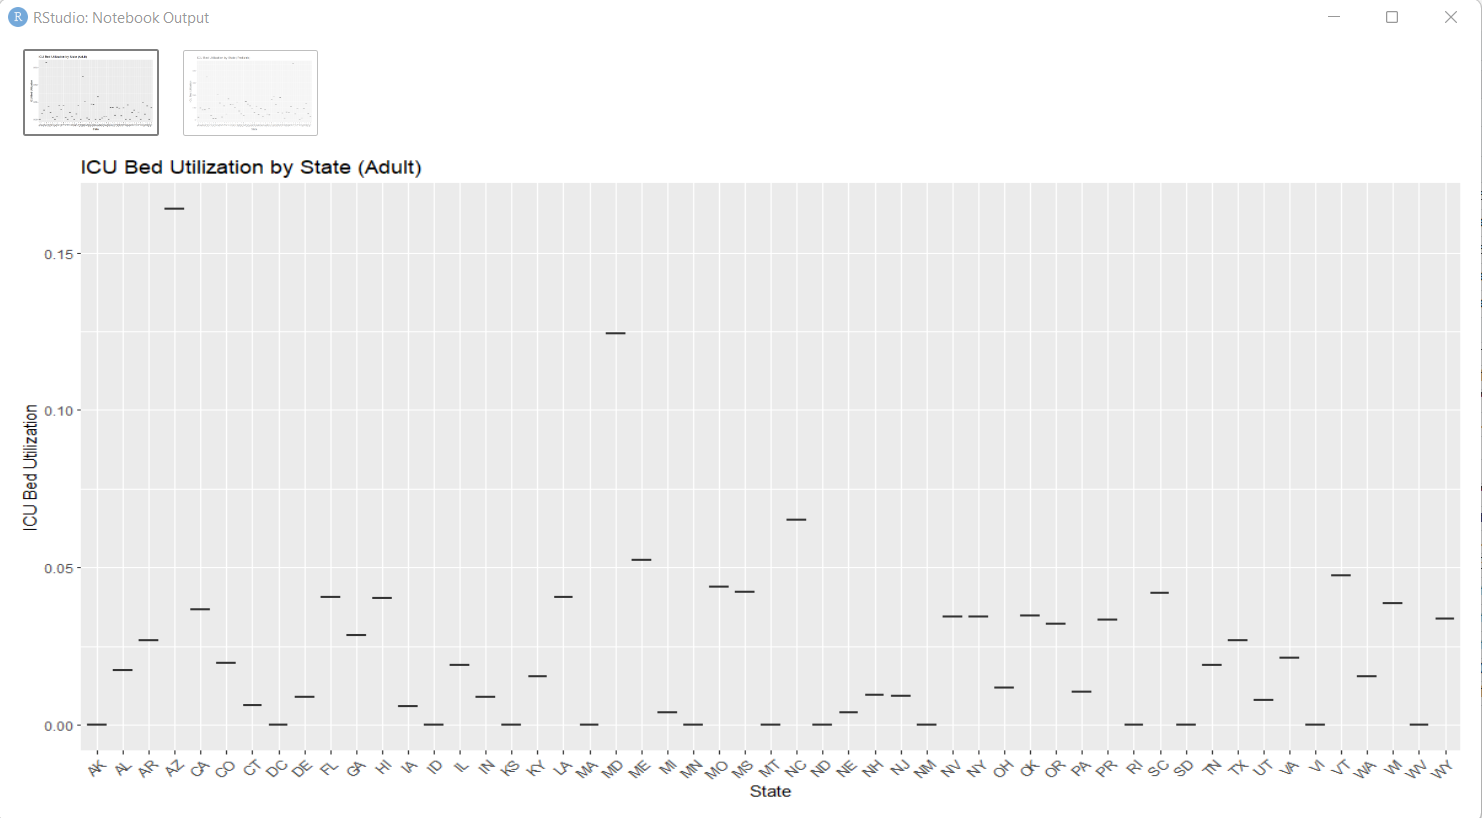 R RStudio: Notebook Output
ICU Bed Utilization by State (Adult)
ICU Bed Utilization
0.15
0.10
0.05
0.00
AK AL AR AZ CA CO CT DC DE FL GA HI IA ID IL IN KS KY LA MA MD ME MI MN MO MS MT NC ND NE NH NJ NM NV NY OH OK OR PA PR RI SC SD TN TX UT VA VI VT WA WI WV WY
State